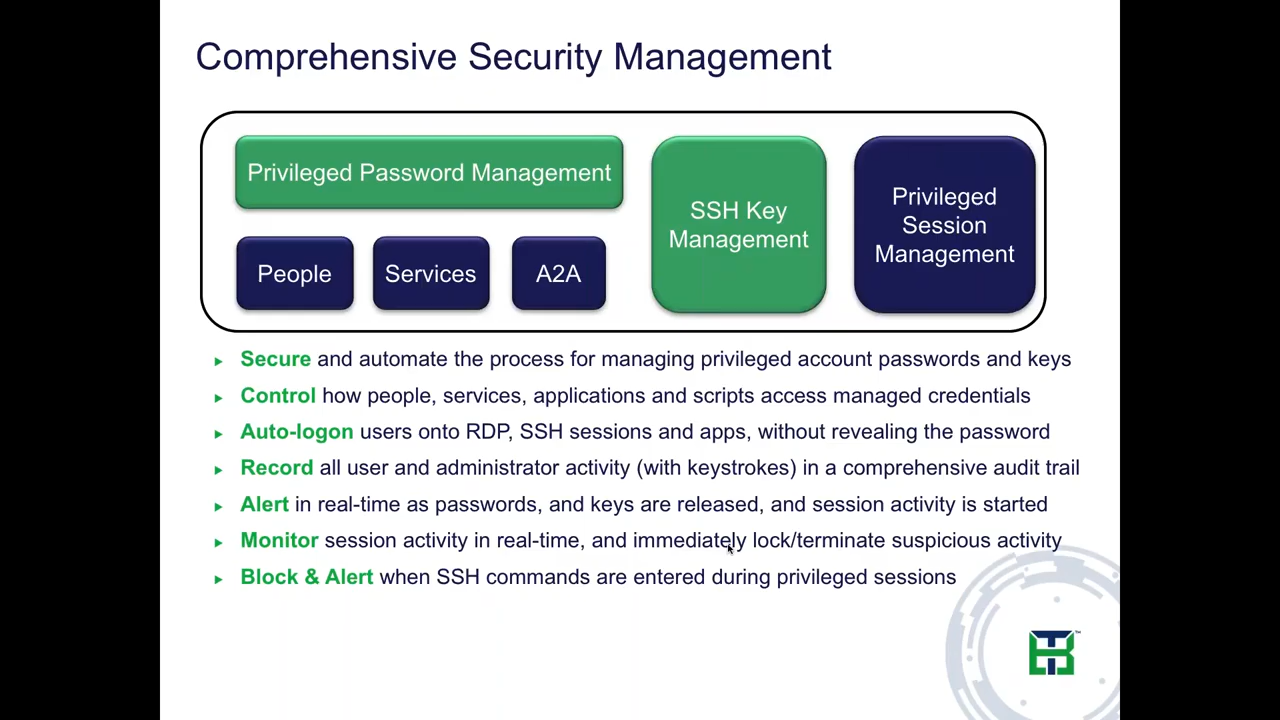 Comprehensive Security Management
Privileged Password Management
People
Services
A2A
SSH Key
Management
Privileged
Session
Management
Secure and automate the process for managing privileged account passwords and keys
Control how people, services, applications and scripts access managed credentials
Auto-logon users onto RDP, SSH sessions and apps, without revealing the password
Record all user and administrator activity (with keystrokes) in a comprehensive audit trail
Alert in real-time as passwords, and keys are released, and session activity is started
Monitor session activity in real-time, and immediately lock/terminate suspicious activity
Block & Alert when SSH commands are entered during privileged sessions